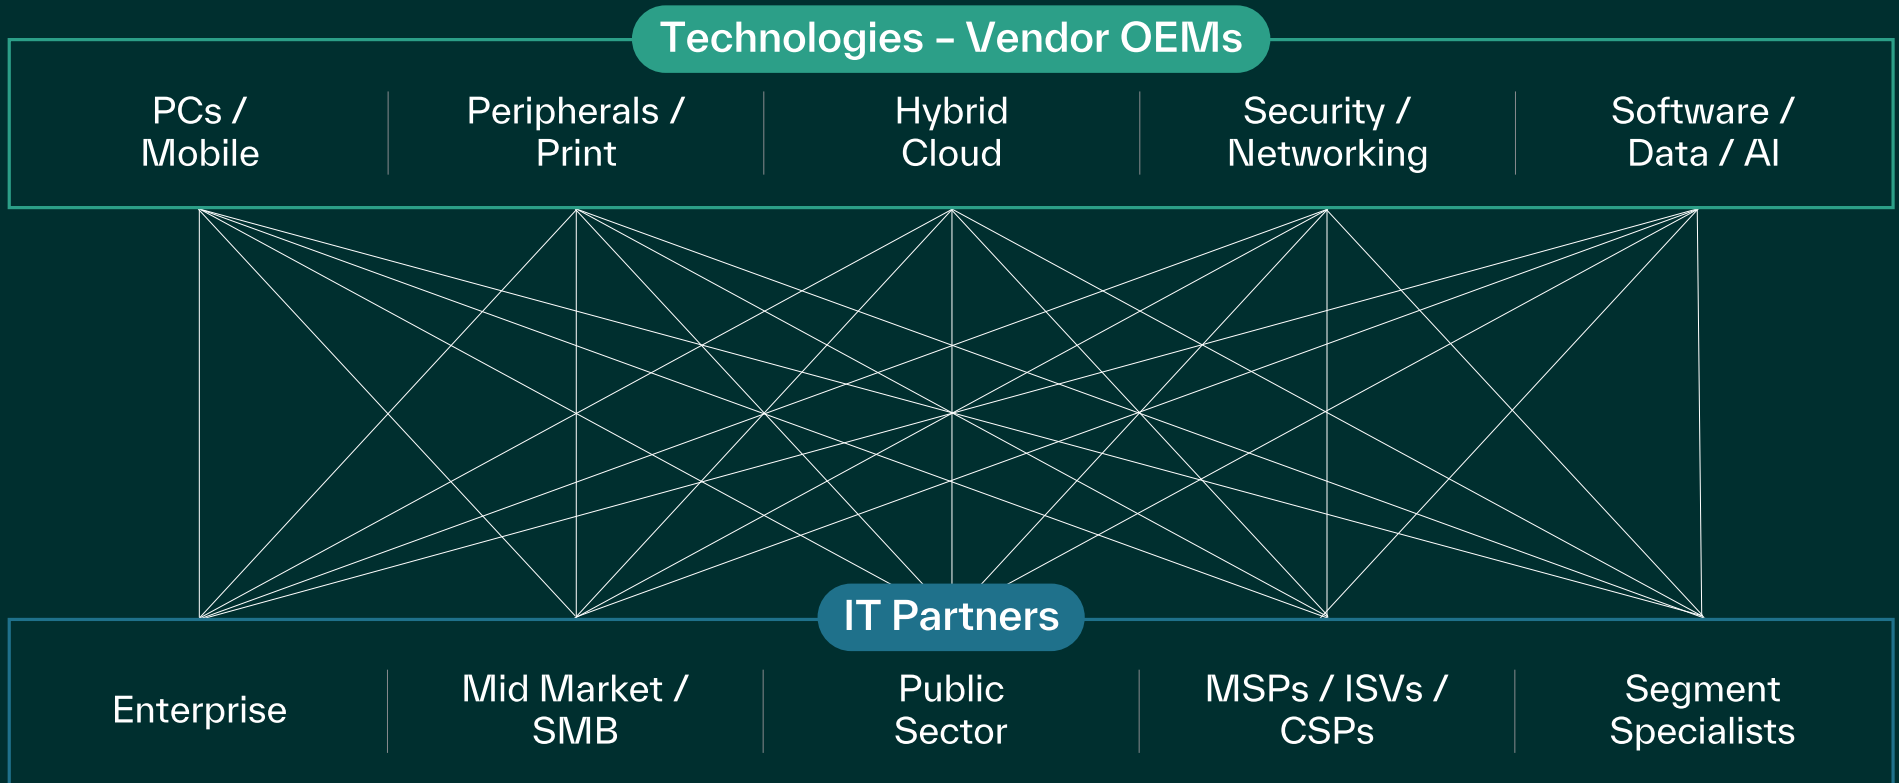 Technologies – Vendor OEMs
PCs /
Mobile
Peripherals /
Print
Hybrid
Cloud
Security /
Networking
Software /
Data / AI
IT Partners
Enterprise
Mid Market /
SMB
Public
Sector
MSPs / ISVs /
CSPs
Segment
Specialists